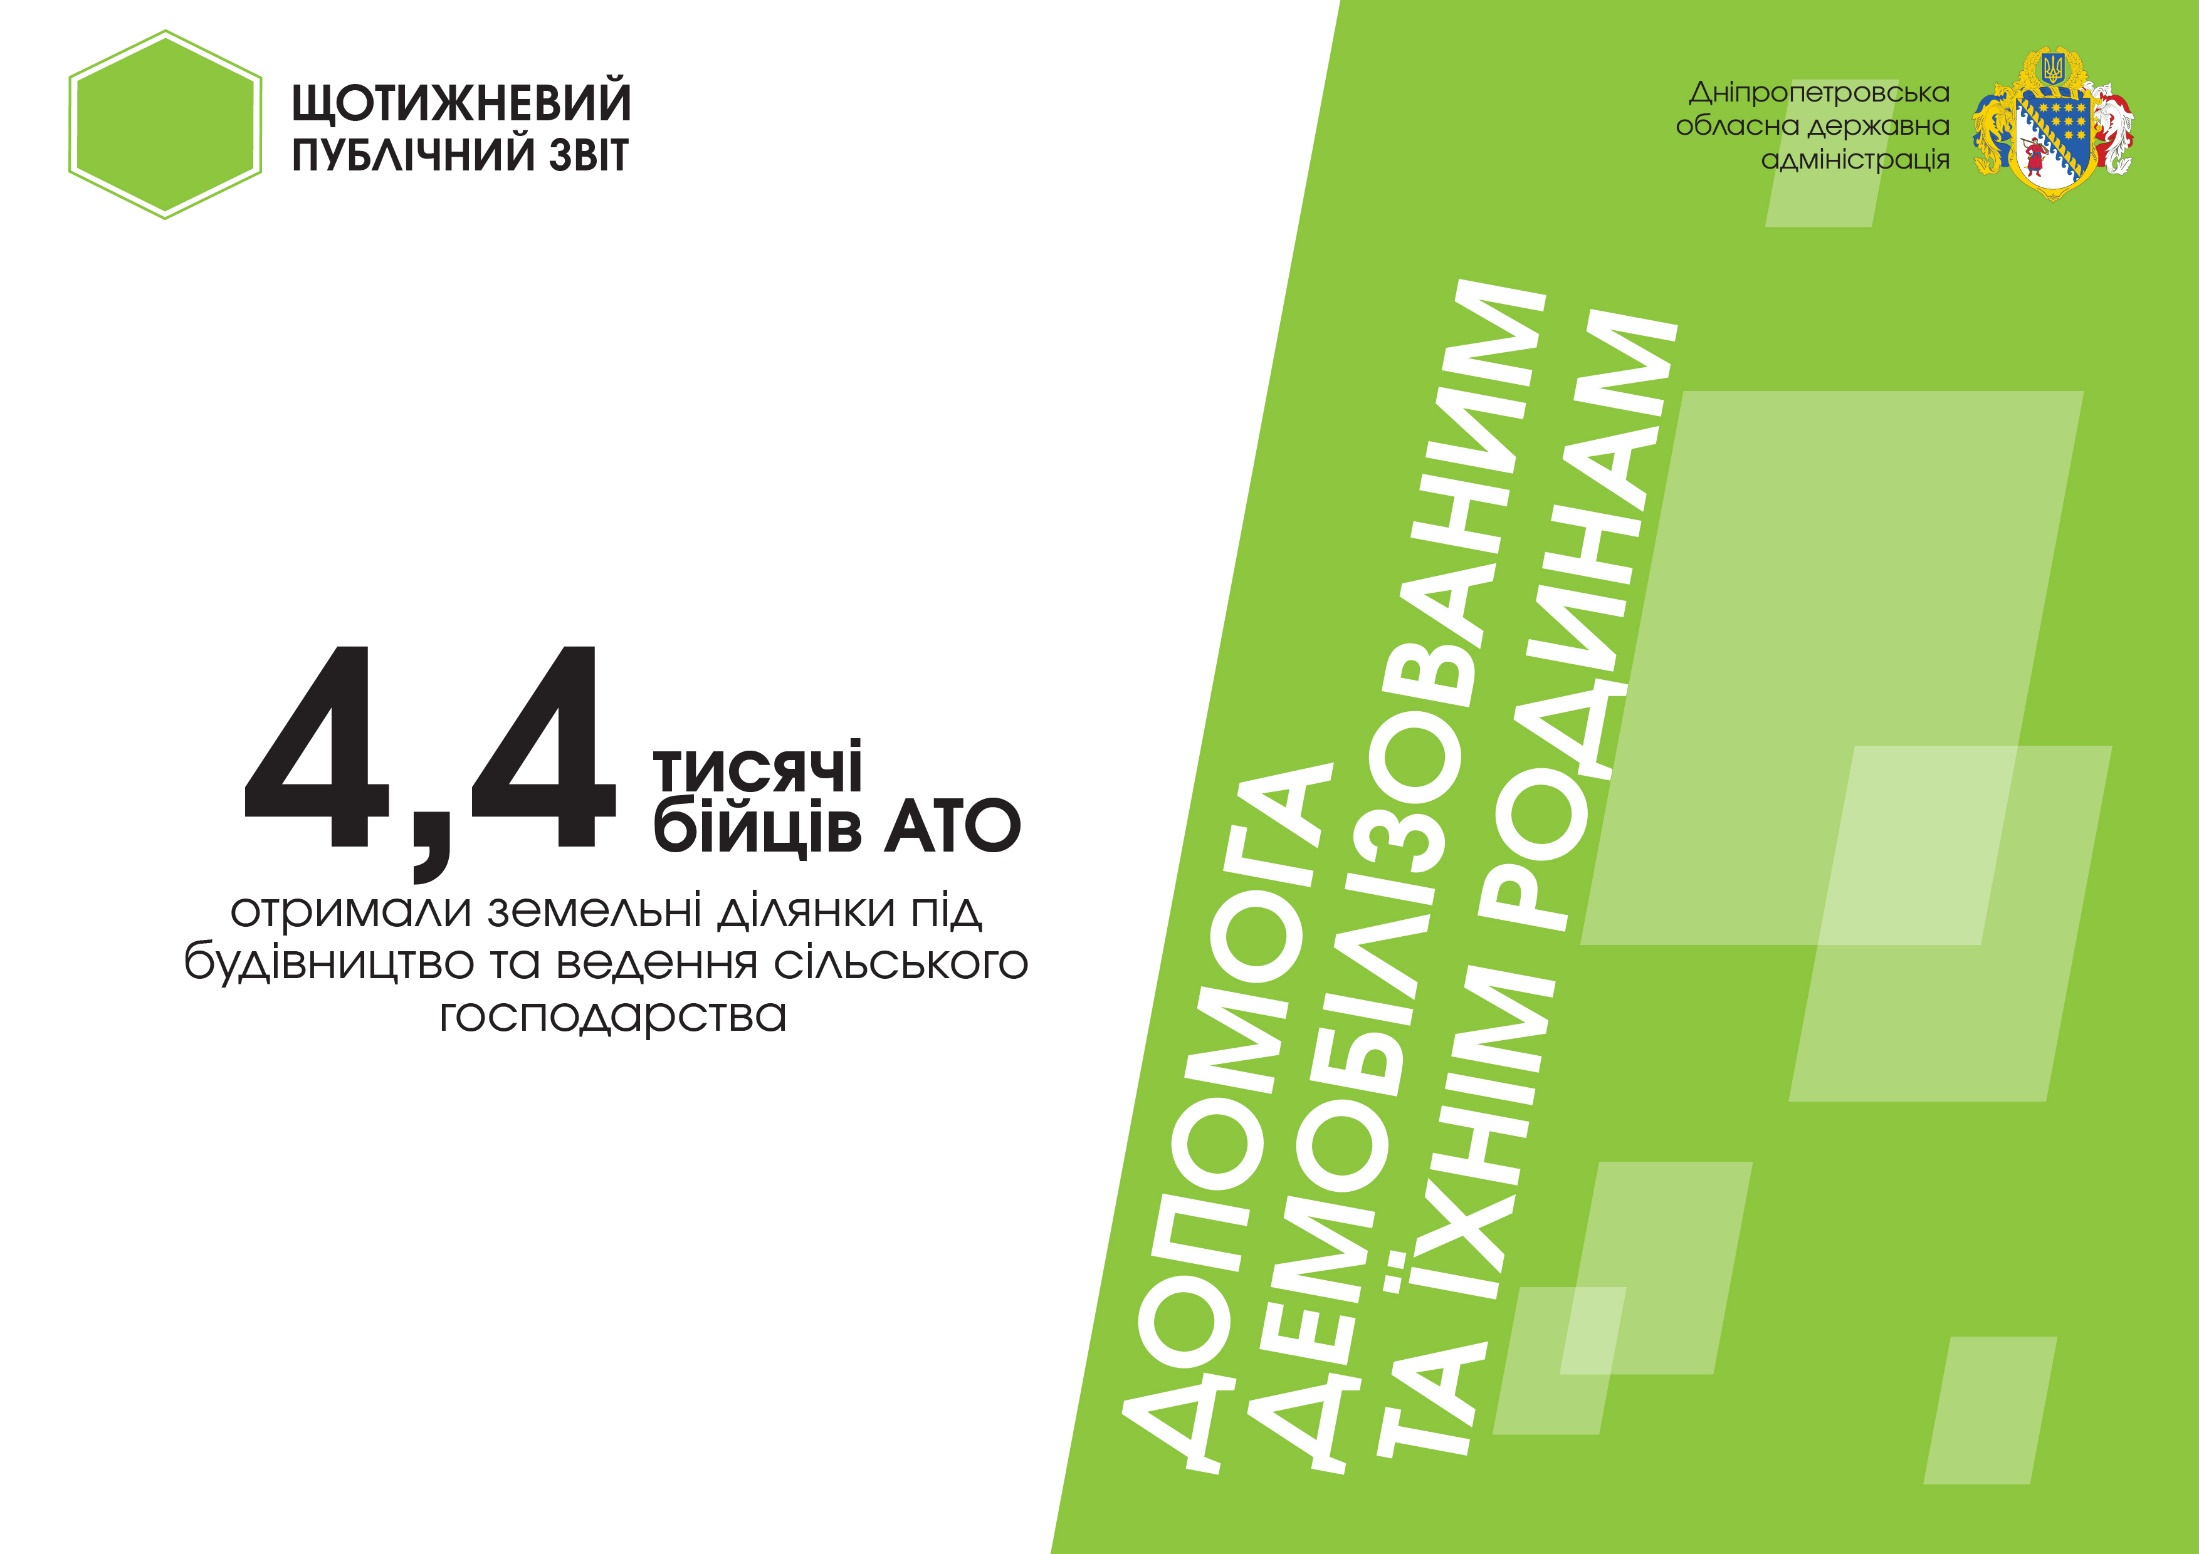 ЩОТИЖНЕВИЙ
ПУБЛІЧНИЙ ЗВІТ
Дніпропетровська
обласна державна
адміністрація
4,4 тисячі
бійців АТО
отримали земельні ділянки під
будівництво та ведення сільського
господарства
ДОПОМОГА
ДЕМОБІЛІЗОВАНИМ
ТА ЇХНІМ РОДИНАМ